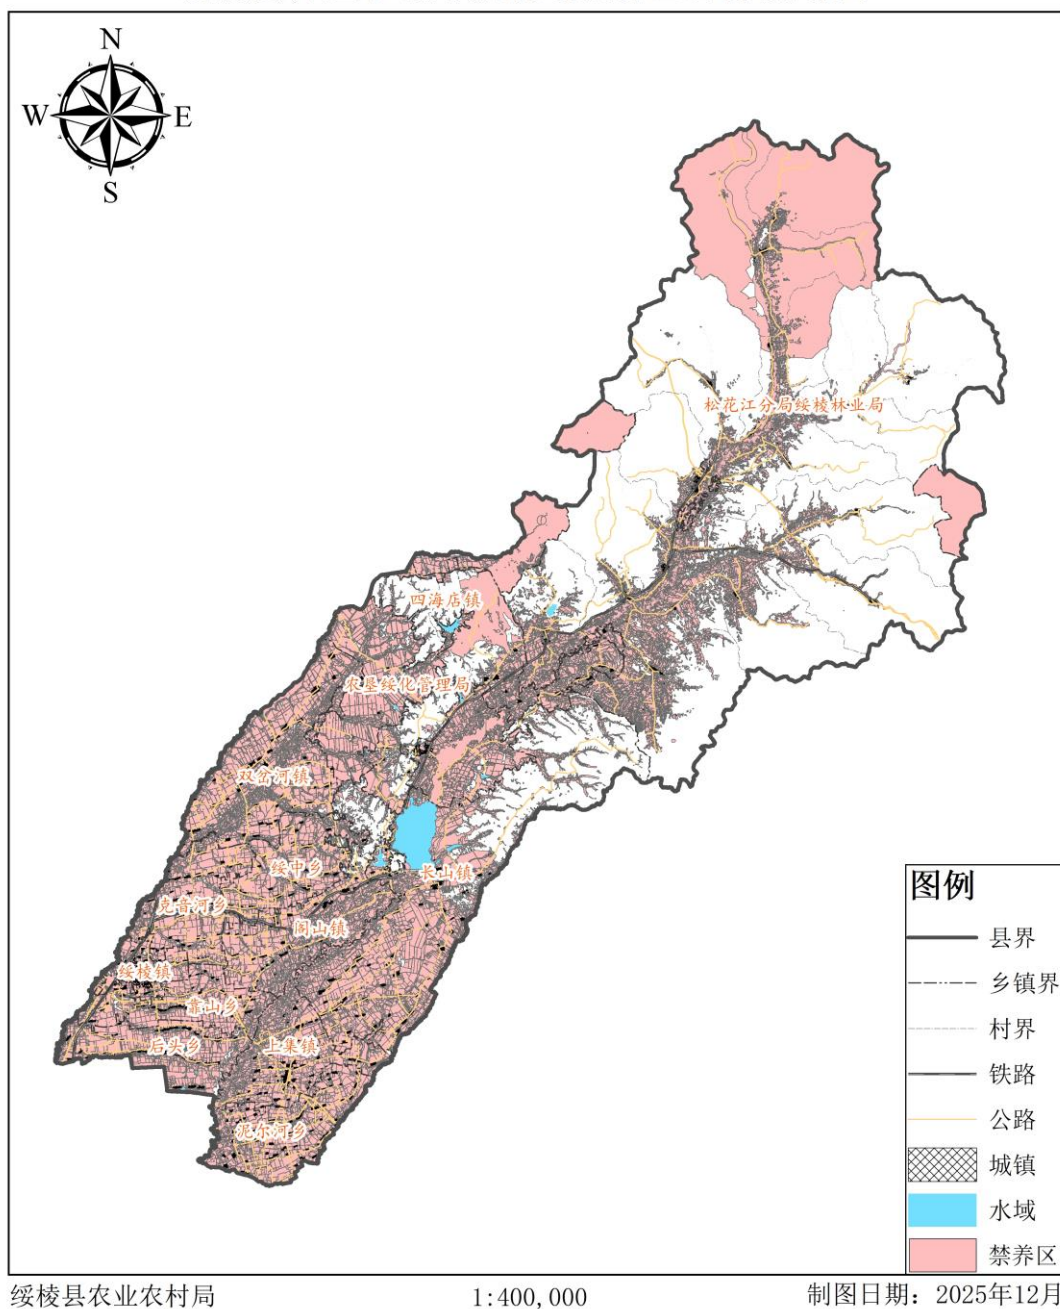 N
W E
S
松花江分局绥棱林业局
四海店镇
农垦绥化管理局
双岔河镇
绥中乡
长山镇
克音河乡
阁山镇
绥棱镇
靠山乡
后头乡
上集镇
泥尔河乡
图例
县界
乡镇界
村界
铁路
公路
城镇
水域
禁养区
绥棱县农业农村局 1:400,000 制图日期：2025年12月